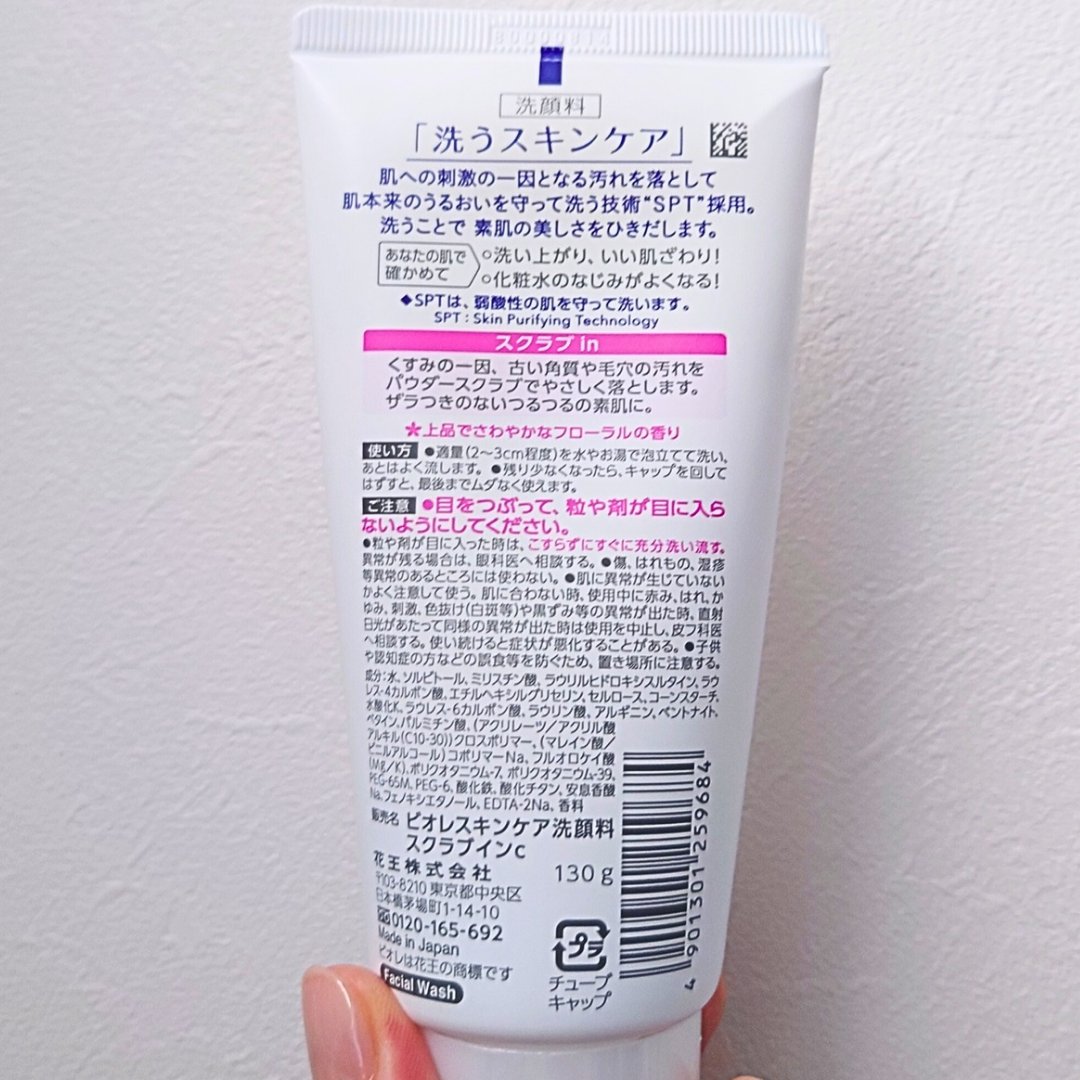 洗顔料
「洗うスキンケア」
肌への刺激の一因となる汚れを落として
肌本来のうるおいを守って洗う技術“SPT”採用。
洗うことで 素肌の美しさをひきだします。
あなたの肌で
確かめて
○洗い上がり、いい肌ざわり!
○化粧水のなじみがよくなる!
◆SPTは、弱酸性の肌を守って洗います。
SPT : Skin Purifying Technology
スクラブin
くすみの一因、古い角質や毛穴の汚れを
パウダースクラブでやさしく落とします。
ザラつきのないつるつるの素肌に。
*上品でさわやかなフローラルの香り
使い方 ●適量(2〜3cm程度)を水やお湯で泡立てて洗い、
あとはよく流します。 ●残り少なくなったら、キャップを回して
はずすと、最後までムダなく使えます。
ご注意 ●目をつぶって、粒や剤が目に入ら
ないようにしてください。
●粒や剤が目に入った時は、こすらずにすぐに充分洗い流す。
異常が残る場合は、眼科医へ相談する。●傷、はれもの、湿疹
等異常のあるところには使わない。●肌に異常が生じていない
かよく注意して使う。肌に合わない時、使用中に赤み、はれ、か
ゆみ、刺激、色抜け(白斑等)や黒ずみ等の異常が出た時、直射
日光があたって同様の異常が出た時は使用を中止し、皮フ科医
へ相談する。使い続けると症状が悪化することがある。●子供
や認知症の方などの誤食等を防ぐため、置き場所に注意する。
成分:水、ソルビトール、ミリスチン酸、ラウリルヒドロキシスルタイン、ラウ
レス-4カルボン酸、エチルヘキシルグリセリン、セルロース、コーンスターチ、
水酸化K、ラウレス-6カルボン酸、ラウリン酸、アルギニン、ベントナイト、
ベタイン、パルミチン酸、(アクリレーツ/アクリル酸
アルキル(C10-30))クロスポリマー、(マレイン酸/
ビニルアルコール)コポリマーNa、フルオロケイ酸
(Mg/K)、ポリクオタニウム-7、ポリクオタニウム-39、
PEG-65M、PEG-6、酸化鉄、酸化チタン、安息香酸
Na、フェノキシエタノール、EDTA-2Na、香料
販売名 ビオレスキンケア洗顔料
スクラブインc
花王株式会社 130g
〒103-8210 東京都中央区
日本橋茅場町1-14-10
0120-165-692
Made in Japan
ビオレは花王の商標です
Facial Wash
プラ
チューブ
キャップ
4 901301 259684